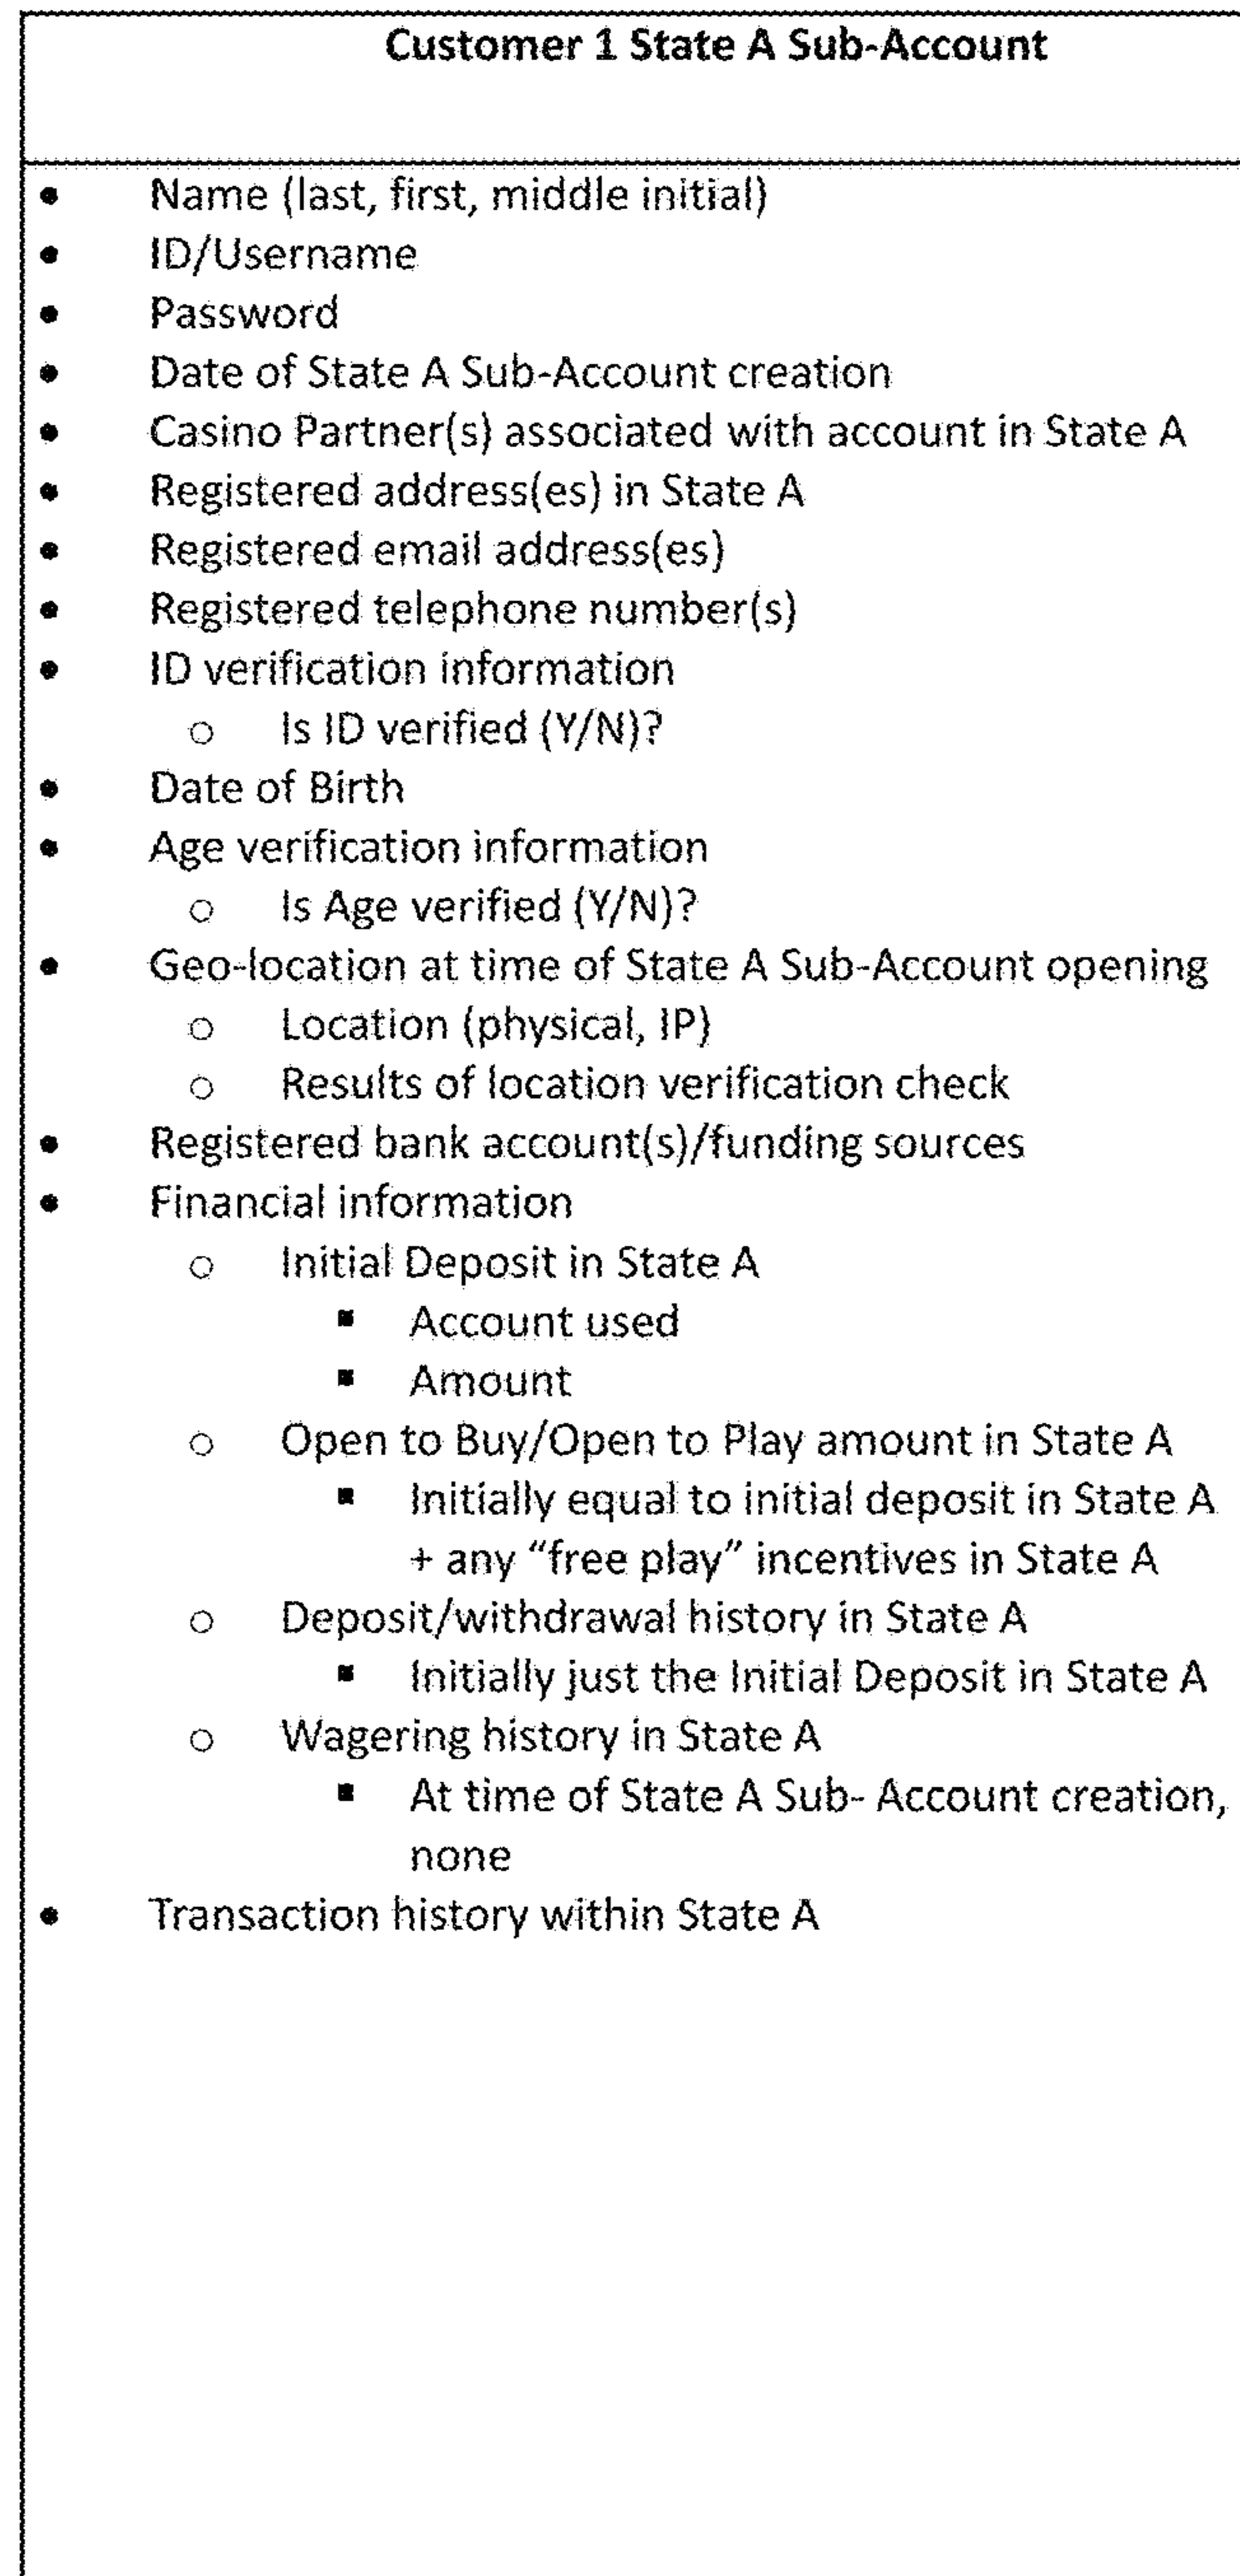 Customer 1 State A Sub-Account
• Name (last, first, middle initial)
• ID/Username
• Password
• Date of State A Sub-Account creation
• Casino Partner(s) associated with account in State A
• Registered address(es) in State A
• Registered email address(es)
• Registered telephone number(s)
• ID verification information
o Is ID verified (Y/N)?
• Date of Birth
• Age verification information
o Is Age verified (Y/N)?
• Geo-location at time of State A Sub-Account opening
o Location (physical, IP)
o Results of location verification check
• Registered bank account(s)/funding sources
• Financial information
o Initial Deposit in State A
▪ Account used
▪ Amount
o Open to Buy/Open to Play amount in State A
▪ Initially equal to initial deposit in State A
+ any “free play” incentives in State A
o Deposit/withdrawal history in State A
▪ Initially just the Initial Deposit in State A
o Wagering history in State A
▪ At time of State A Sub- Account creation,
none
• Transaction history within State A